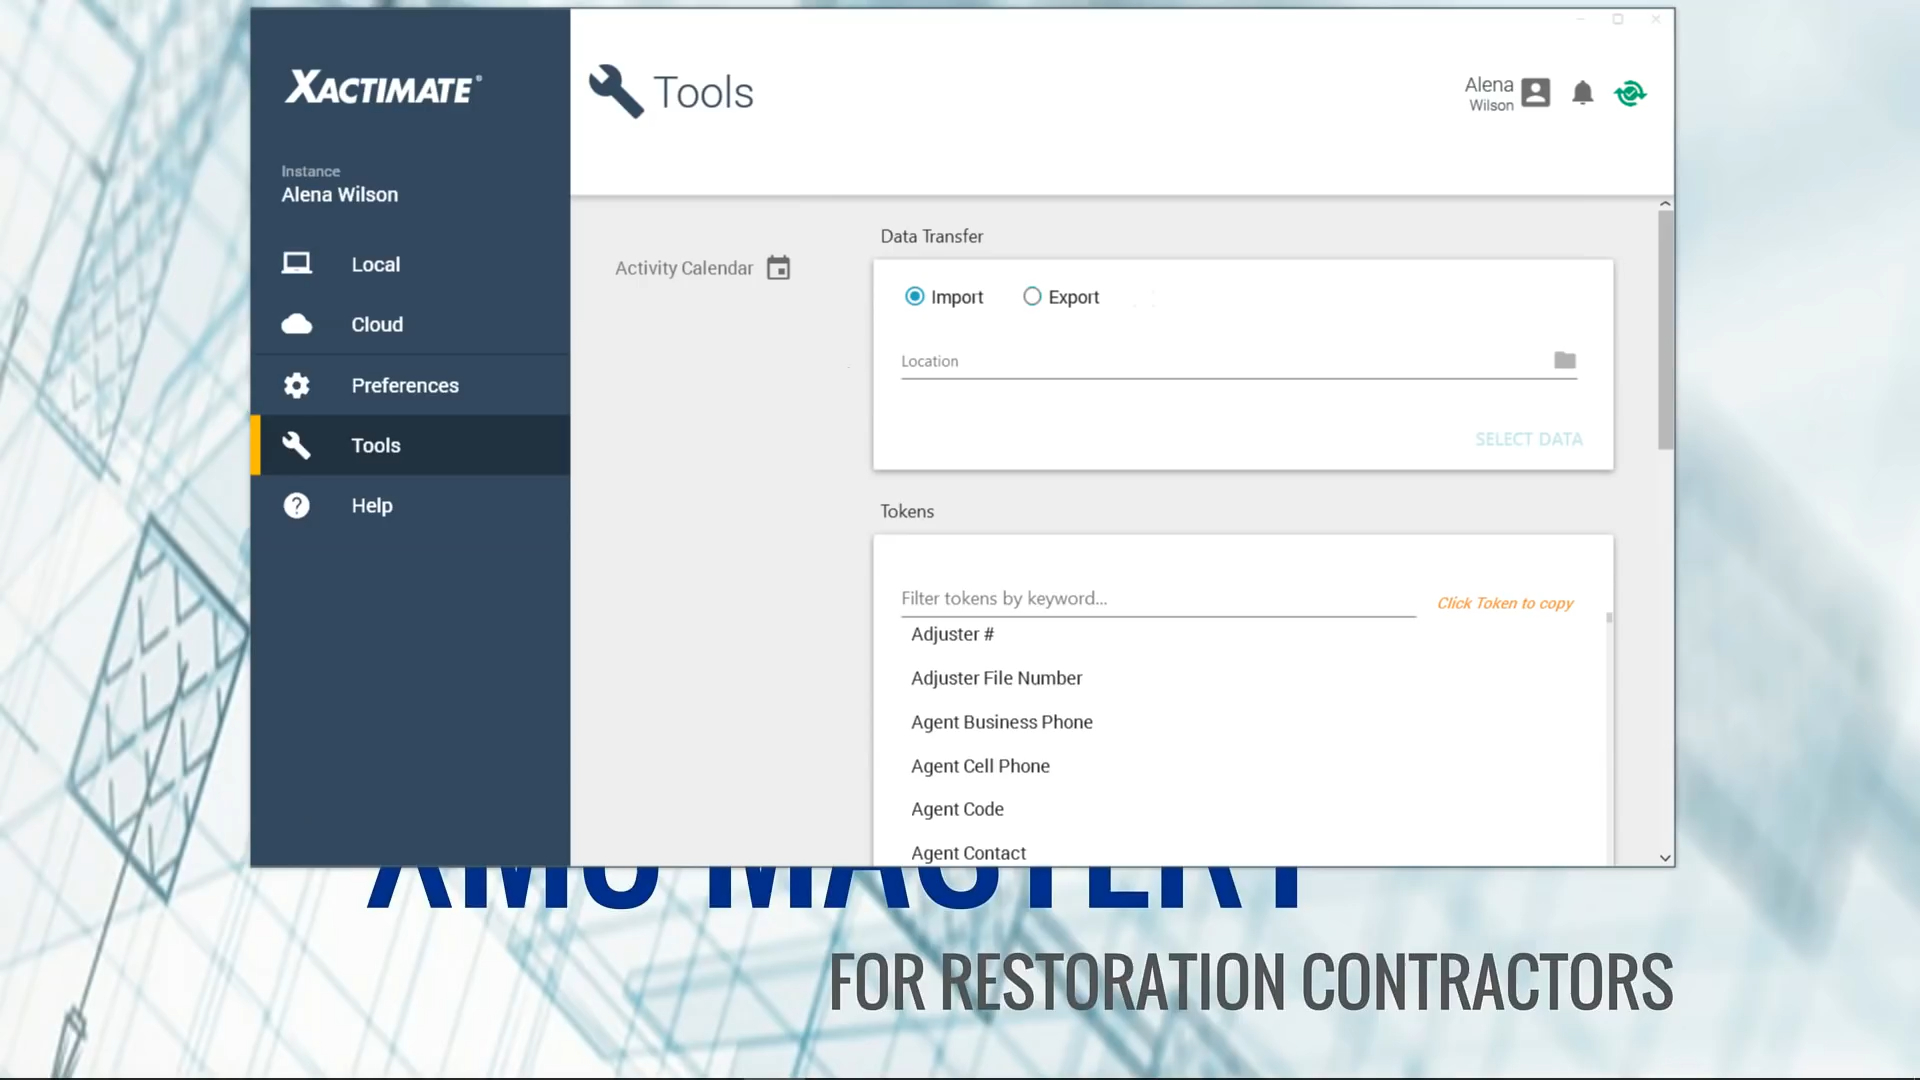 XACTIMATE®
Tools
Alena
Wilson
Instance
Alena Wilson
Local
Cloud
Preferences
Tools
Help
Activity Calendar
Data Transfer
Import
Export
Location
SELECT DATA
Tokens
Filter tokens by keyword...
Click Token to copy
Adjuster #
Adjuster File Number
Agent Business Phone
Agent Cell Phone
Agent Code
Agent Contact
MASTERY
FOR RESTORATION CONTRACTORS